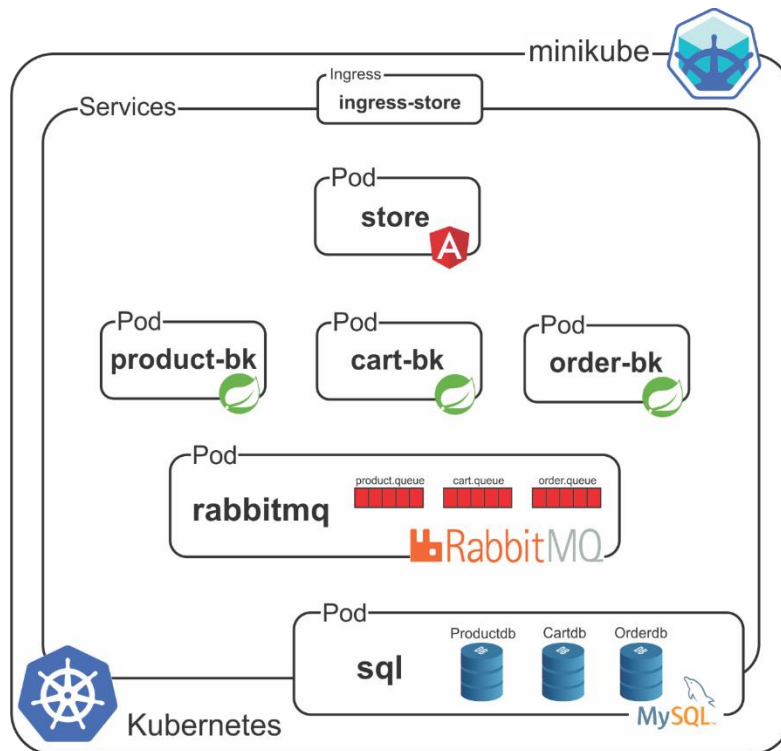 minikube
Ingress
ingress-store
Services
Pod
store
A
Pod
product-bk
Pod
cart-bk
Pod
order-bk
Pod
rabbitmq
product.queue
cart.queue
order.queue
RabbitMQ
Pod
sql
Productdb
Cartdb
Orderdb
MySQL
Kubernetes